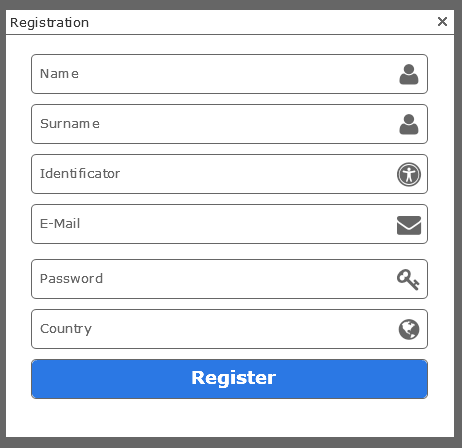 Registration
Name
Surname
Identificator
E-Mail
Password
Country
Register